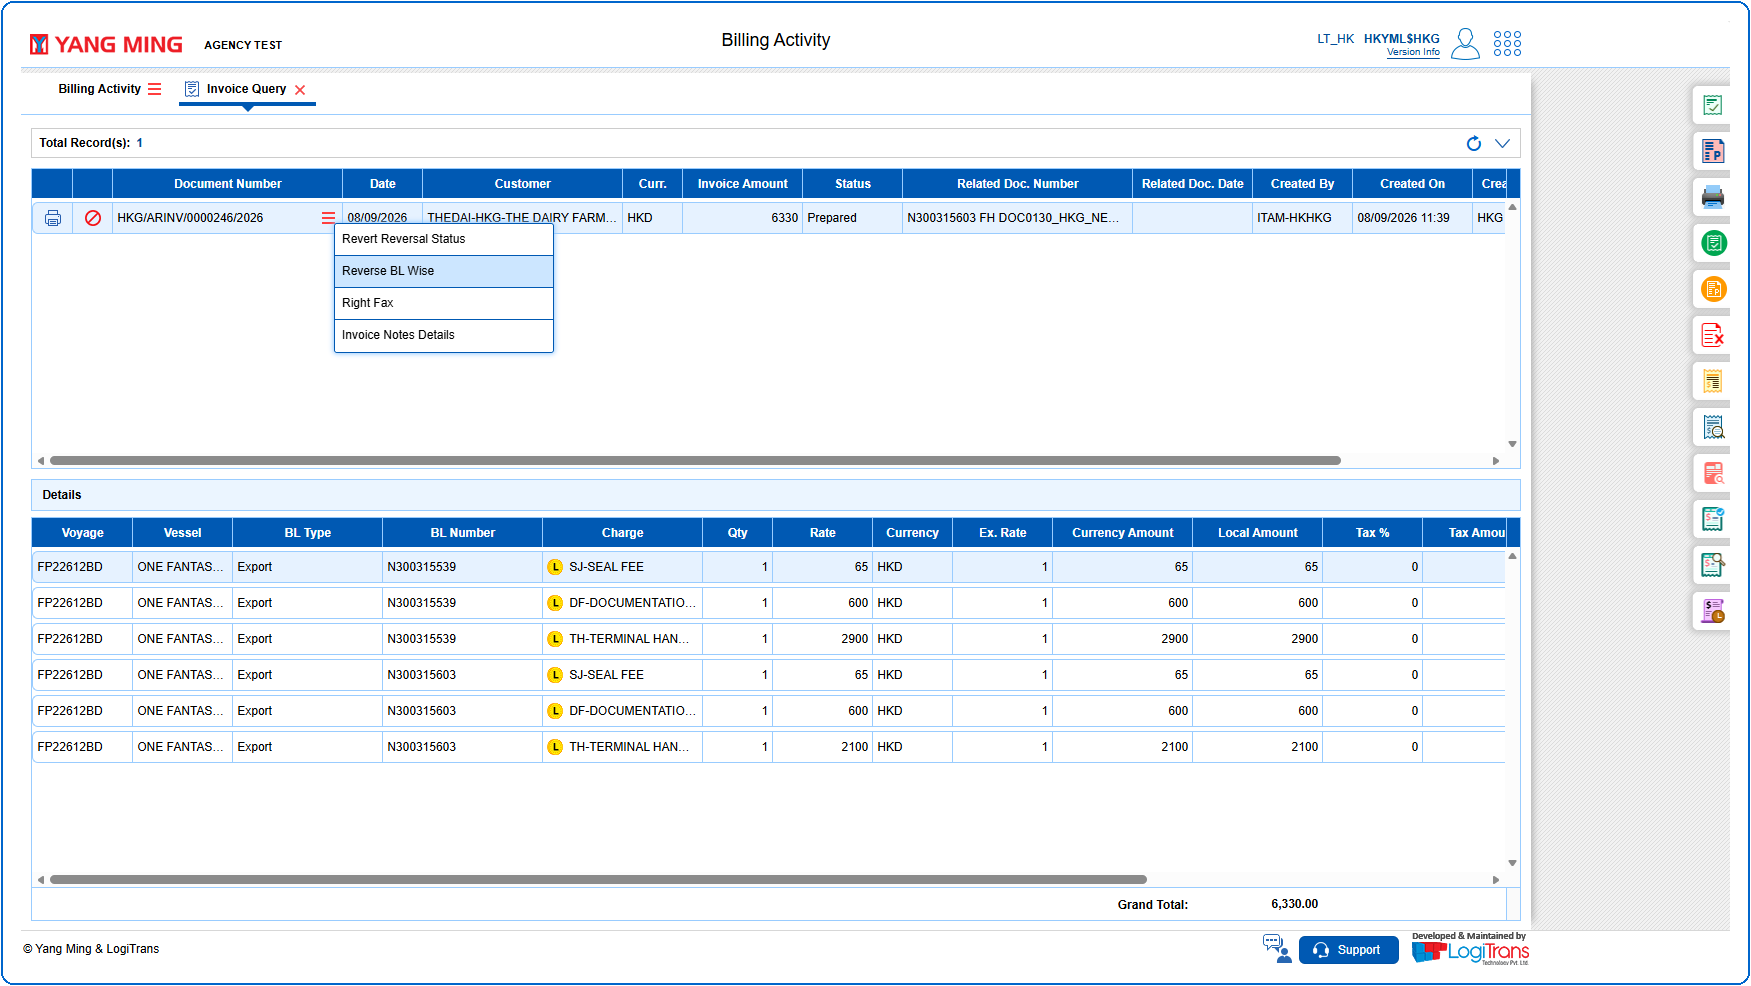 YANG MING AGENCY TEST
Billing Activity
LT_HK HKYML$HKG
Version Info
Billing Activity
Invoice Query
Total Record(s): 1
Document Number Date Customer Curr. Invoice Amount Status Related Doc. Number Related Doc. Date Created By Created On Crea
HKG/ARINV/0000246/2026 08/09/2026 THEDAI-HKG-THE DAIRY FARM... HKD 6330 Prepared N300315603 FH DOC0130_HKG_NE... ITAM-HKHKG 08/09/2026 11:39 HKG
Revert Reversal Status
Reverse BL Wise
Right Fax
Invoice Notes Details
Details
Voyage Vessel BL Type BL Number Charge Qty Rate Currency Ex. Rate Currency Amount Local Amount Tax % Tax Amou
FP22612BD ONE FANTAS... Export N300315539 L SJ-SEAL FEE 1 65 HKD 1 65 65 0
FP22612BD ONE FANTAS... Export N300315539 L DF-DOCUMENTATIO... 1 600 HKD 1 600 600 0
FP22612BD ONE FANTAS... Export N300315539 L TH-TERMINAL HAN... 1 2900 HKD 1 2900 2900 0
FP22612BD ONE FANTAS... Export N300315603 L SJ-SEAL FEE 1 65 HKD 1 65 65 0
FP22612BD ONE FANTAS... Export N300315603 L DF-DOCUMENTATIO... 1 600 HKD 1 600 600 0
FP22612BD ONE FANTAS... Export N300315603 L TH-TERMINAL HAN... 1 2100 HKD 1 2100 2100 0
Grand Total: 6,330.00
© Yang Ming & LogiTrans
Support
Developed & Maintained by
LogiTrans
Technology Pvt. Ltd.